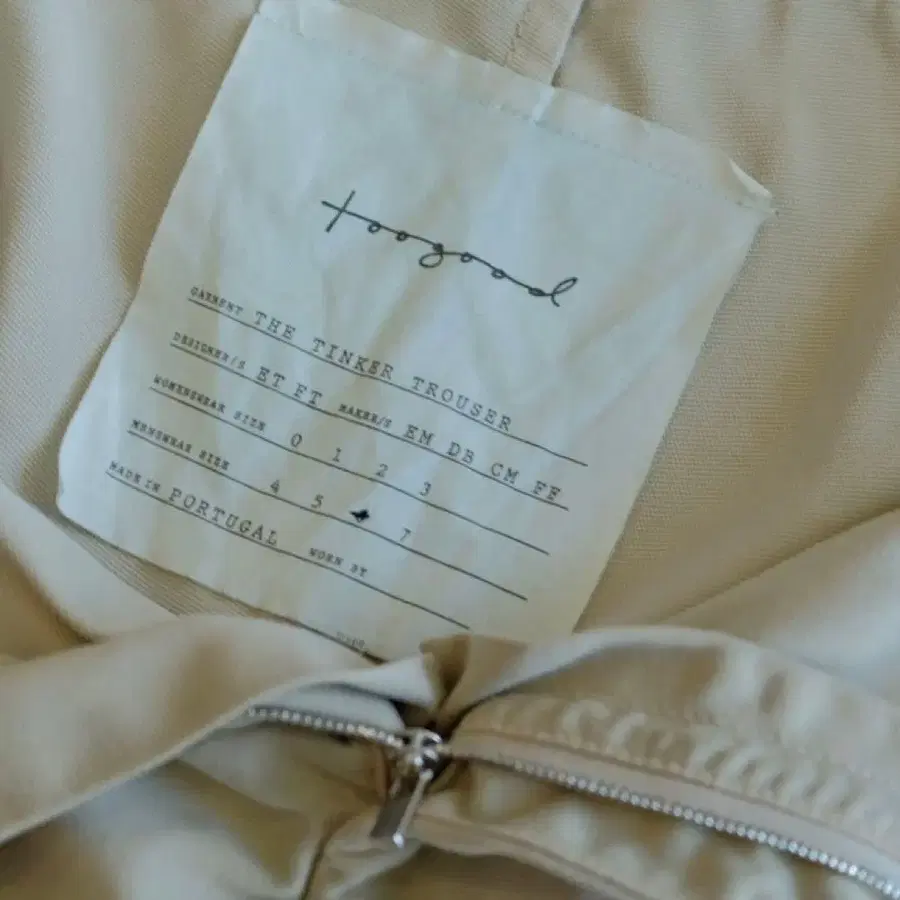 toogood
GARMENT THE TINKER TROUSER
DESIGNER/S ET FT MAKER/S EM DB CM FF
WOMENSWEAR SIZE 0 1 2 3
MENSWEAR SIZE 4 5 7
MADE IN PORTUGAL WORN BY